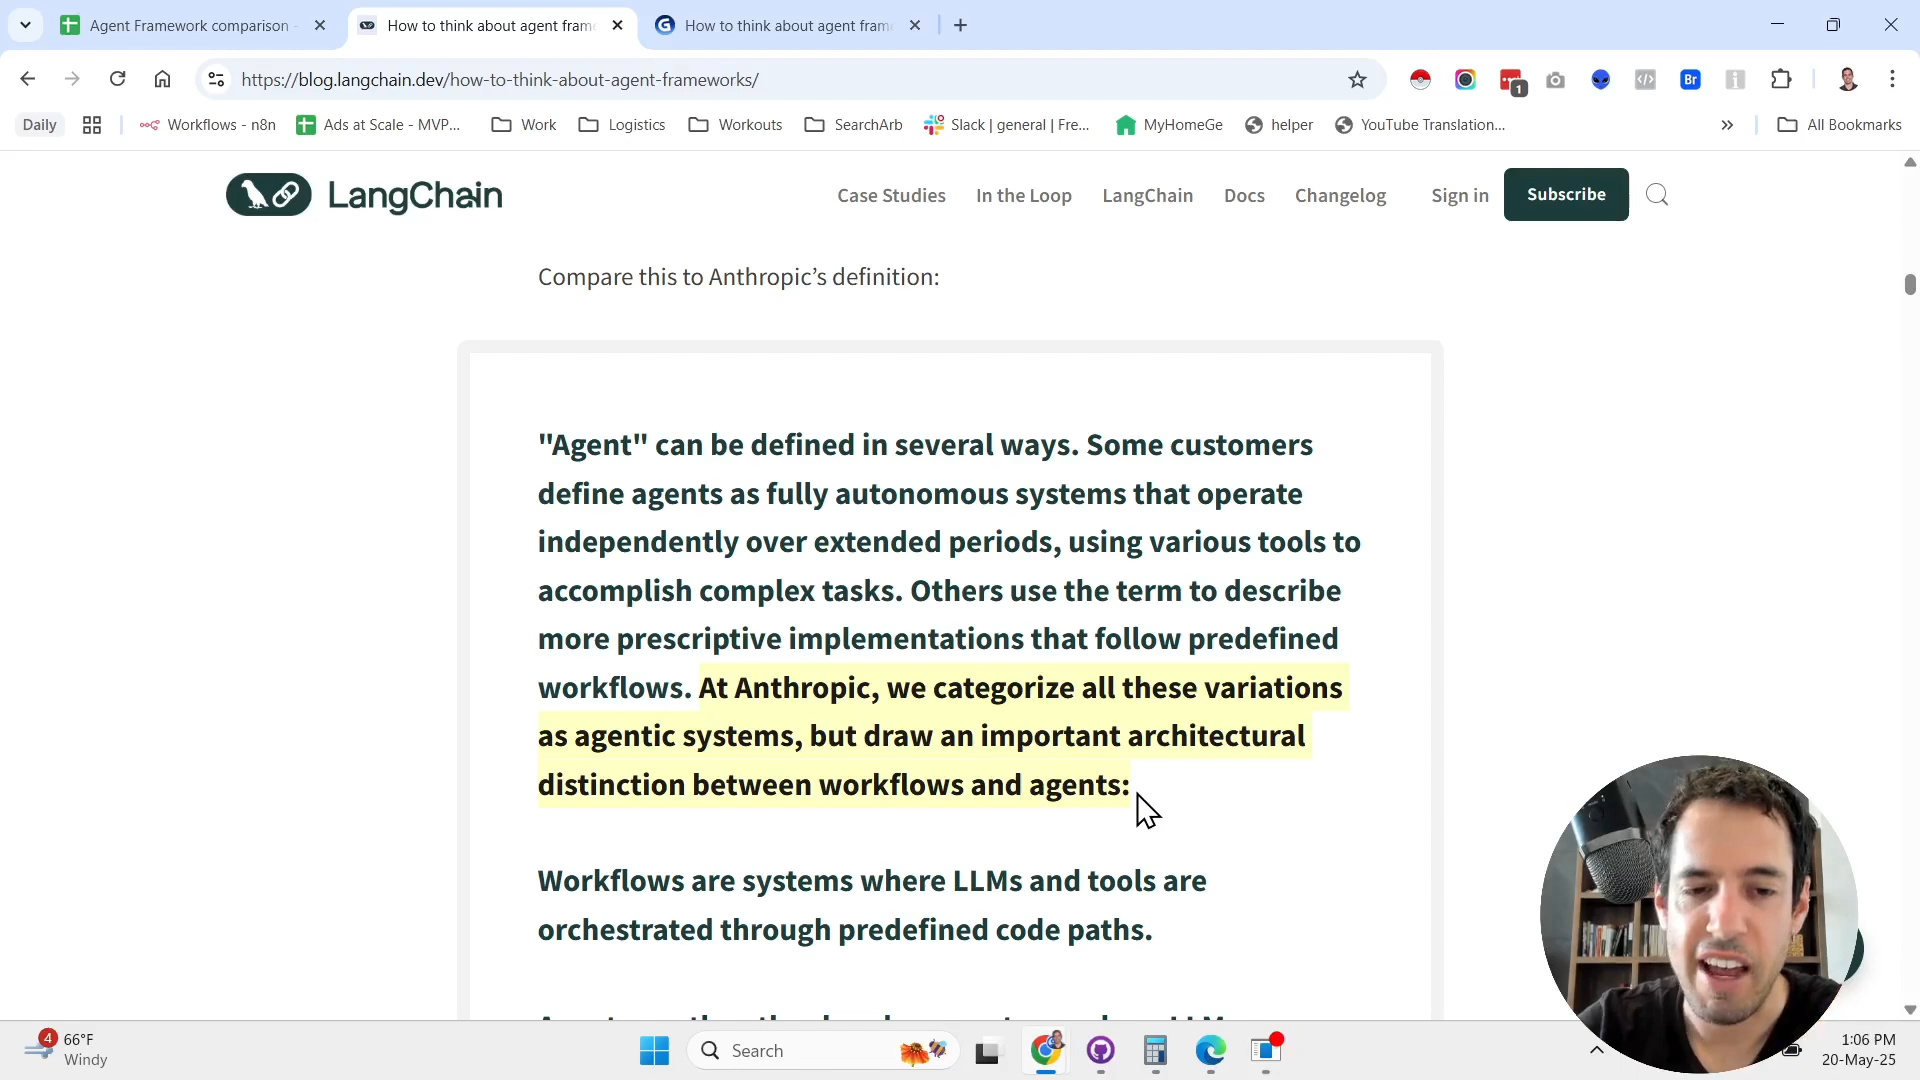 Agent Framework comparison -
How to think about agent frame
How to think about agent frame
https://blog.langchain.dev/how-to-think-about-agent-frameworks/
1
Br
Daily
Workflows - n8n
Ads at Scale - MVP...
Work
Logistics
Workouts
SearchArb
Slack | general | Fre...
MyHomeGe
helper
YouTube Translation...
All Bookmarks
LangChain
Case Studies
In the Loop
LangChain
Docs
Changelog
Sign in
Subscribe
Compare this to Anthropic’s definition:
"Agent" can be defined in several ways. Some customers
define agents as fully autonomous systems that operate
independently over extended periods, using various tools to
accomplish complex tasks. Others use the term to describe
more prescriptive implementations that follow predefined
workflows. At Anthropic, we categorize all these variations
as agentic systems, but draw an important architectural
distinction between workflows and agents:
Workflows are systems where LLMs and tools are
orchestrated through predefined code paths.
4
66°F
Windy
Search
1:06 PM
20-May-25